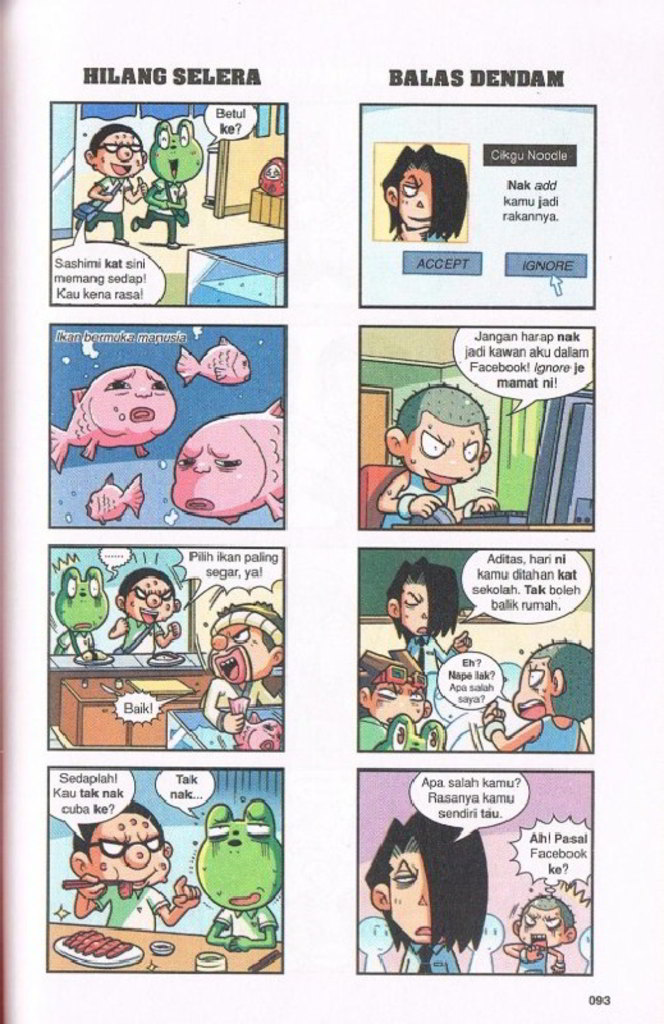 HILANG SELERA
Betul
ke?
Sashimi kat sini
memang sedap!
Kau kena rasa!
Ikan bermuka manusia
......
Pilih ikan paling
segar, ya!
Baik!
Sedaplah!
Kau tak nak
cuba ke?
Tak
nak...
BALAS DENDAM
Cikgu Noodle
Nak add
kamu jadi
rakannya.
ACCEPT
IGNORE
Jangan harap nak
jadi kawan aku dalam
Facebook! Ignore je
mamat ni!
Aditas, hari ni
kamu ditahan kat
sekolah. Tak boleh
balik rumah.
Eh?
Nape lak?
Apa salah
saya?
Apa salah kamu?
Rasanya kamu
sendiri tau.
Ah! Pasal
Facebook
ke?
093